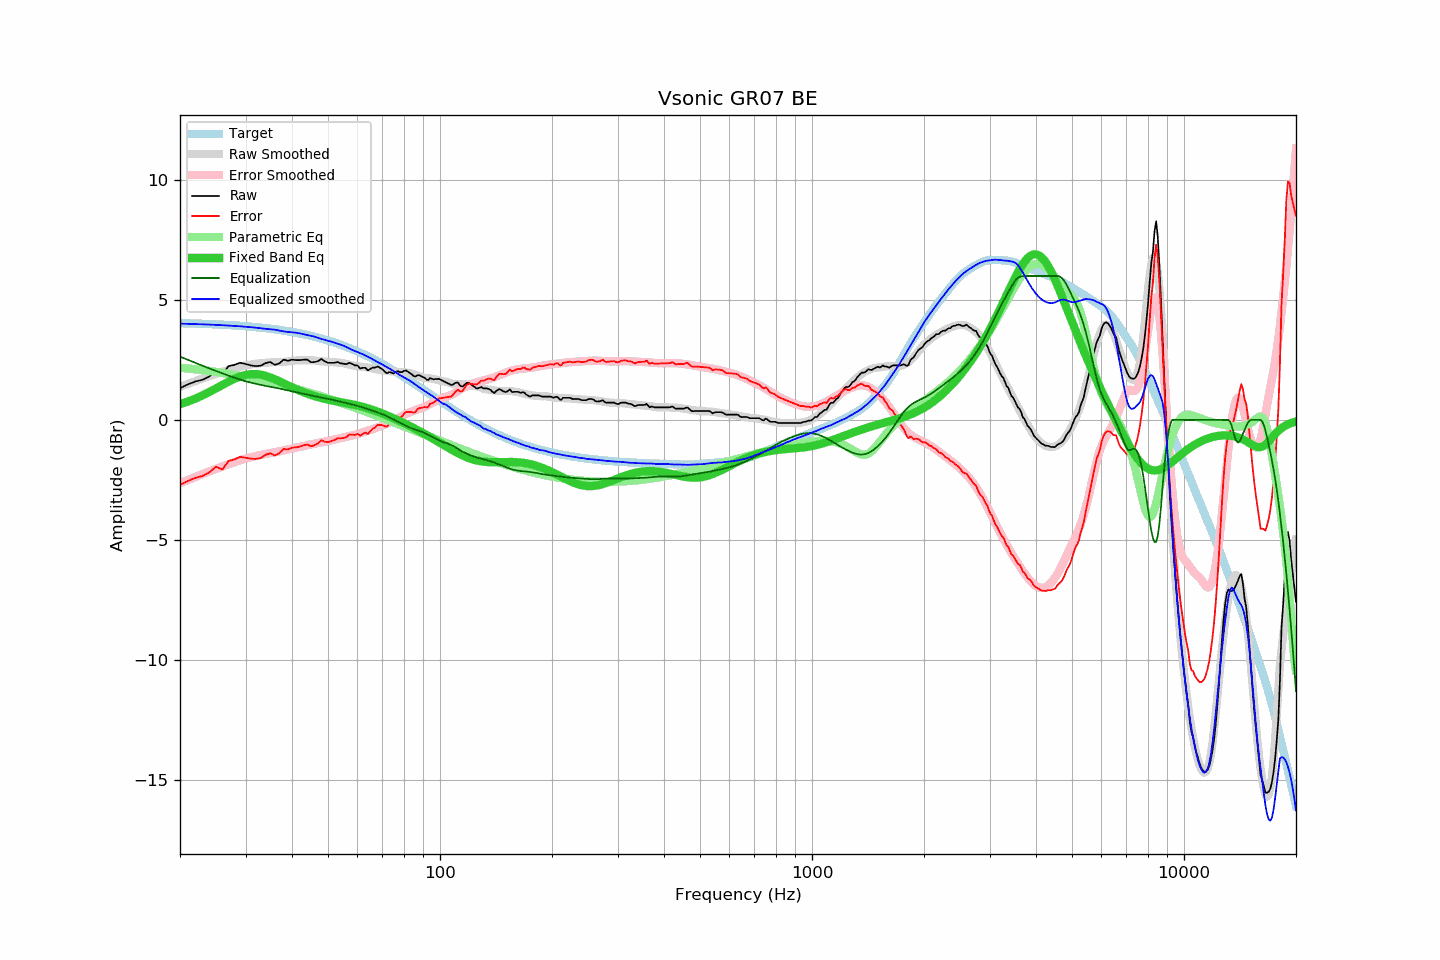 Vsonic GR07 BE
Target
Raw Smoothed
Error Smoothed
Raw
Error
Parametric Eq
Fixed Band Eq
Equalization
Equalized smoothed
Amplitude (dBr)
10
5
0
−5
−10
−15
100
1000
10000
Frequency (Hz)